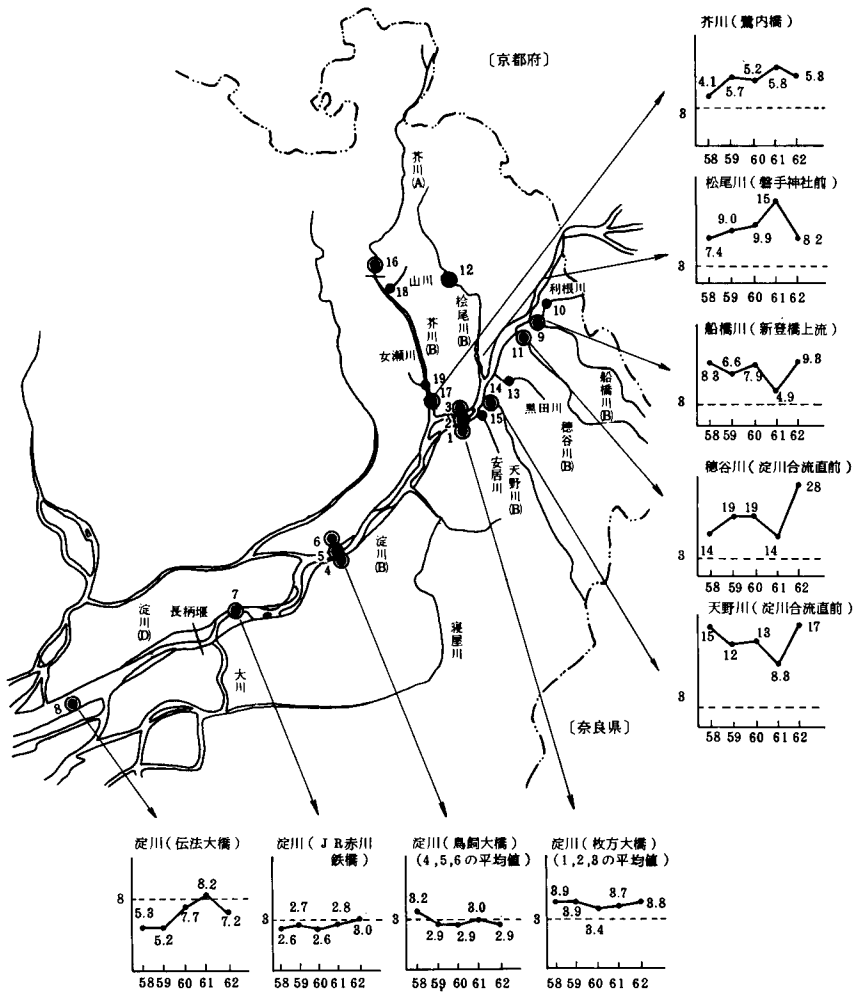 芥川(鷺内橋)
4.1
5.7
5.2
5.8
5.8
8
58 59 60 61 62
松尾川(磐手神社前)
7.4
9.0
9.9
15
8 2
8
58 59 60 61 62
船橋川(新登橋上流)
8 3
6.6
7.9
4.9
9.8
8
58 59 60 61 62
穂谷川(淀川合流直前)
14
19
19
14
28
8
58 59 60 61 62
天野川(淀川合流直前)
15
12
13
8.8
17
8
58 59 60 61 62
〔京都府〕
芥川(A)
16
山川
18
12
桧尾川(B)
芥川(B)
女瀬川
19
17
利根川
10
9
11
船橋川(B)
14
13
黒田川
穂谷川(B)
3
2
1
15
安居川
天野川(B)
6
5
4
淀川(B)
7
長柄堰
淀川(D)
大川
寝屋川
8
〔奈良県〕
淀川(伝法大橋)
8
5.3
5.2
7.7
8.2
7.2
58 59 60 61 62
淀川(JR赤川
鉄橋)
8
2.6
2.7
2.6
2.8
8.0
58 59 60 61 62
淀川(鳥飼大橋)
(4,5,6の平均値)
8
8.2
2.9
2.9
8.0
2.9
58 59 60 61 62
淀川(枚方大橋)
(1,2,8の平均値)
8
8.9
8.9
8.4
8.7
8.8
58 59 60 61 62